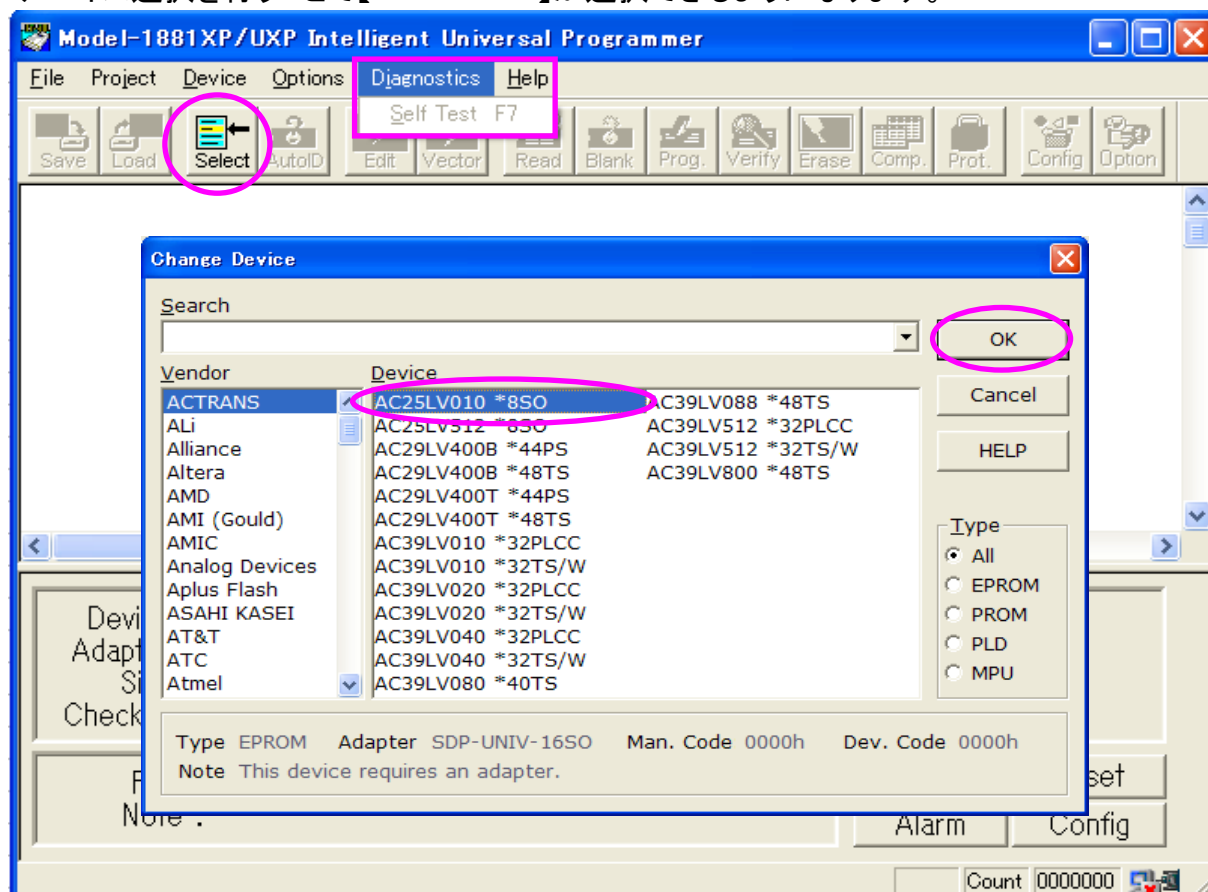 Model-1881XP/UXP Intelligent Universal Programmer
File Project Device Options Diagnostics Help
Self Test F7
Save Load Select AutoID Edit Vector Read Blank Prog. Verify Erase Comp. Prot. Config Option
Change Device
Search
OK
Vendor Device
Cancel
HELP
ACTRANS
ALi
Alliance
Altera
AMD
AMI (Gould)
AMIC
Analog Devices
Aplus Flash
ASAHI KASEI
AT&T
ATC
Atmel
AC25LV010 *8SO
AC25LV512 *8SO
AC29LV400B *44PS
AC29LV400B *48TS
AC29LV400T *44PS
AC29LV400T *48TS
AC39LV010 *32PLCC
AC39LV010 *32TS/W
AC39LV020 *32PLCC
AC39LV020 *32TS/W
AC39LV040 *32PLCC
AC39LV040 *32TS/W
AC39LV080 *40TS
AC39LV088 *48TS
AC39LV512 *32PLCC
AC39LV512 *32TS/W
AC39LV800 *48TS
Type
All
EPROM
PROM
PLD
MPU
Type EPROM Adapter SDP-UNIV-16SO Man. Code 0000h Dev. Code 0000h
Note This device requires an adapter.
Devi
Adapt
Si
Check
F
Note :
set
Alarm Config
Count 0000000